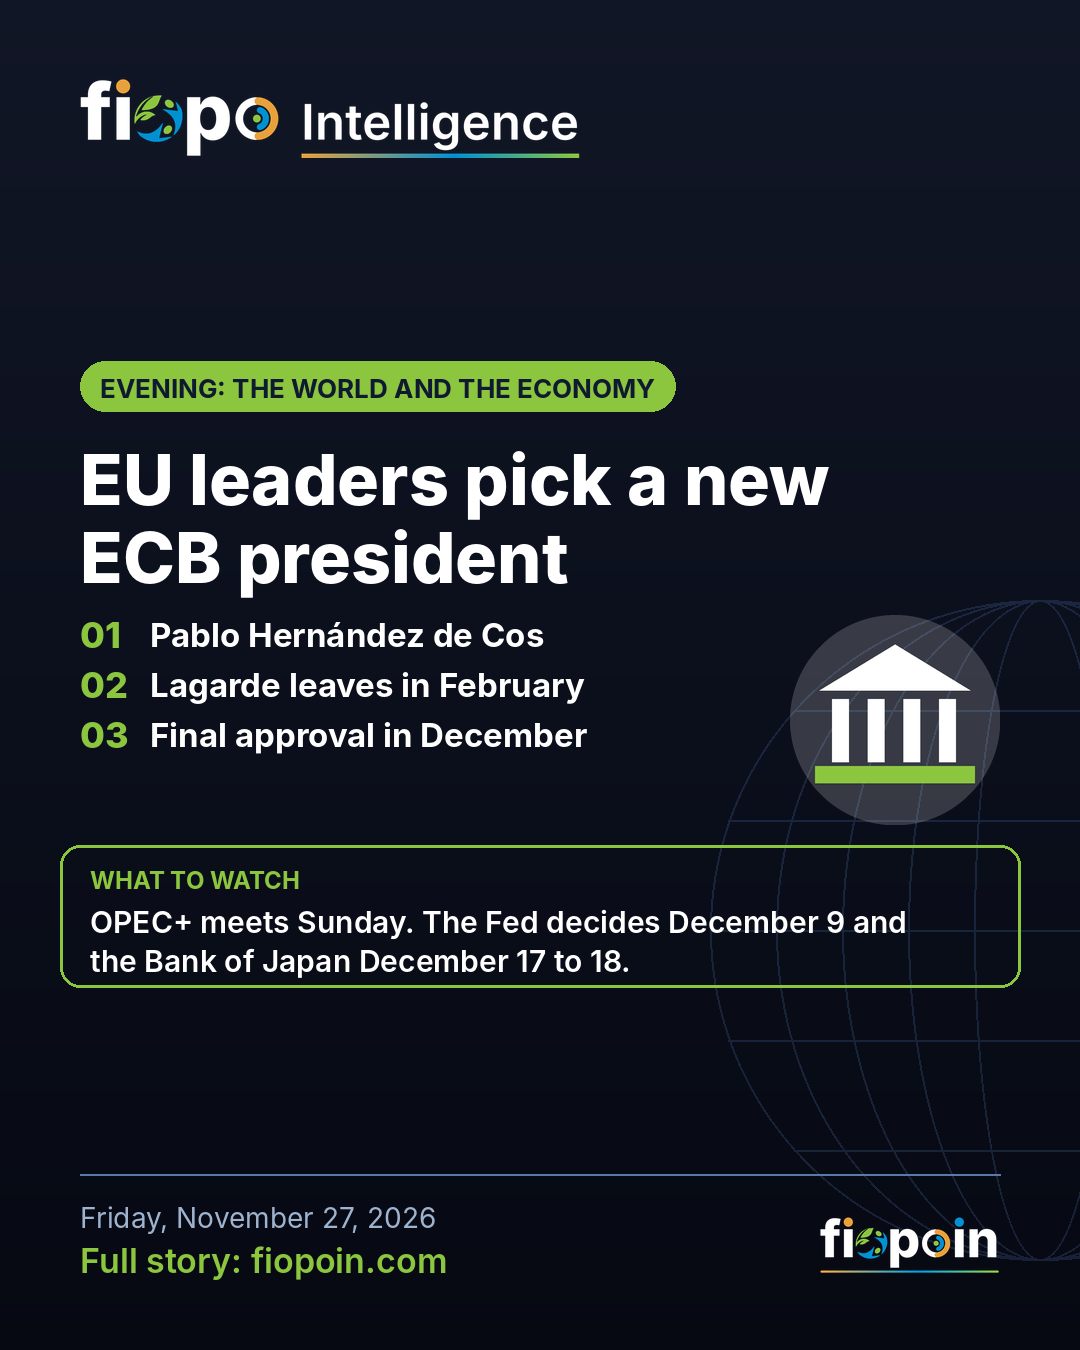 fiopo Intelligence
EVENING: THE WORLD AND THE ECONOMY
EU leaders pick a new
ECB president
01 Pablo Hernández de Cos
02 Lagarde leaves in February
03 Final approval in December
WHAT TO WATCH
OPEC+ meets Sunday. The Fed decides December 9 and
the Bank of Japan December 17 to 18.
Friday, November 27, 2026
Full story: fiopoin.com
fiopoin